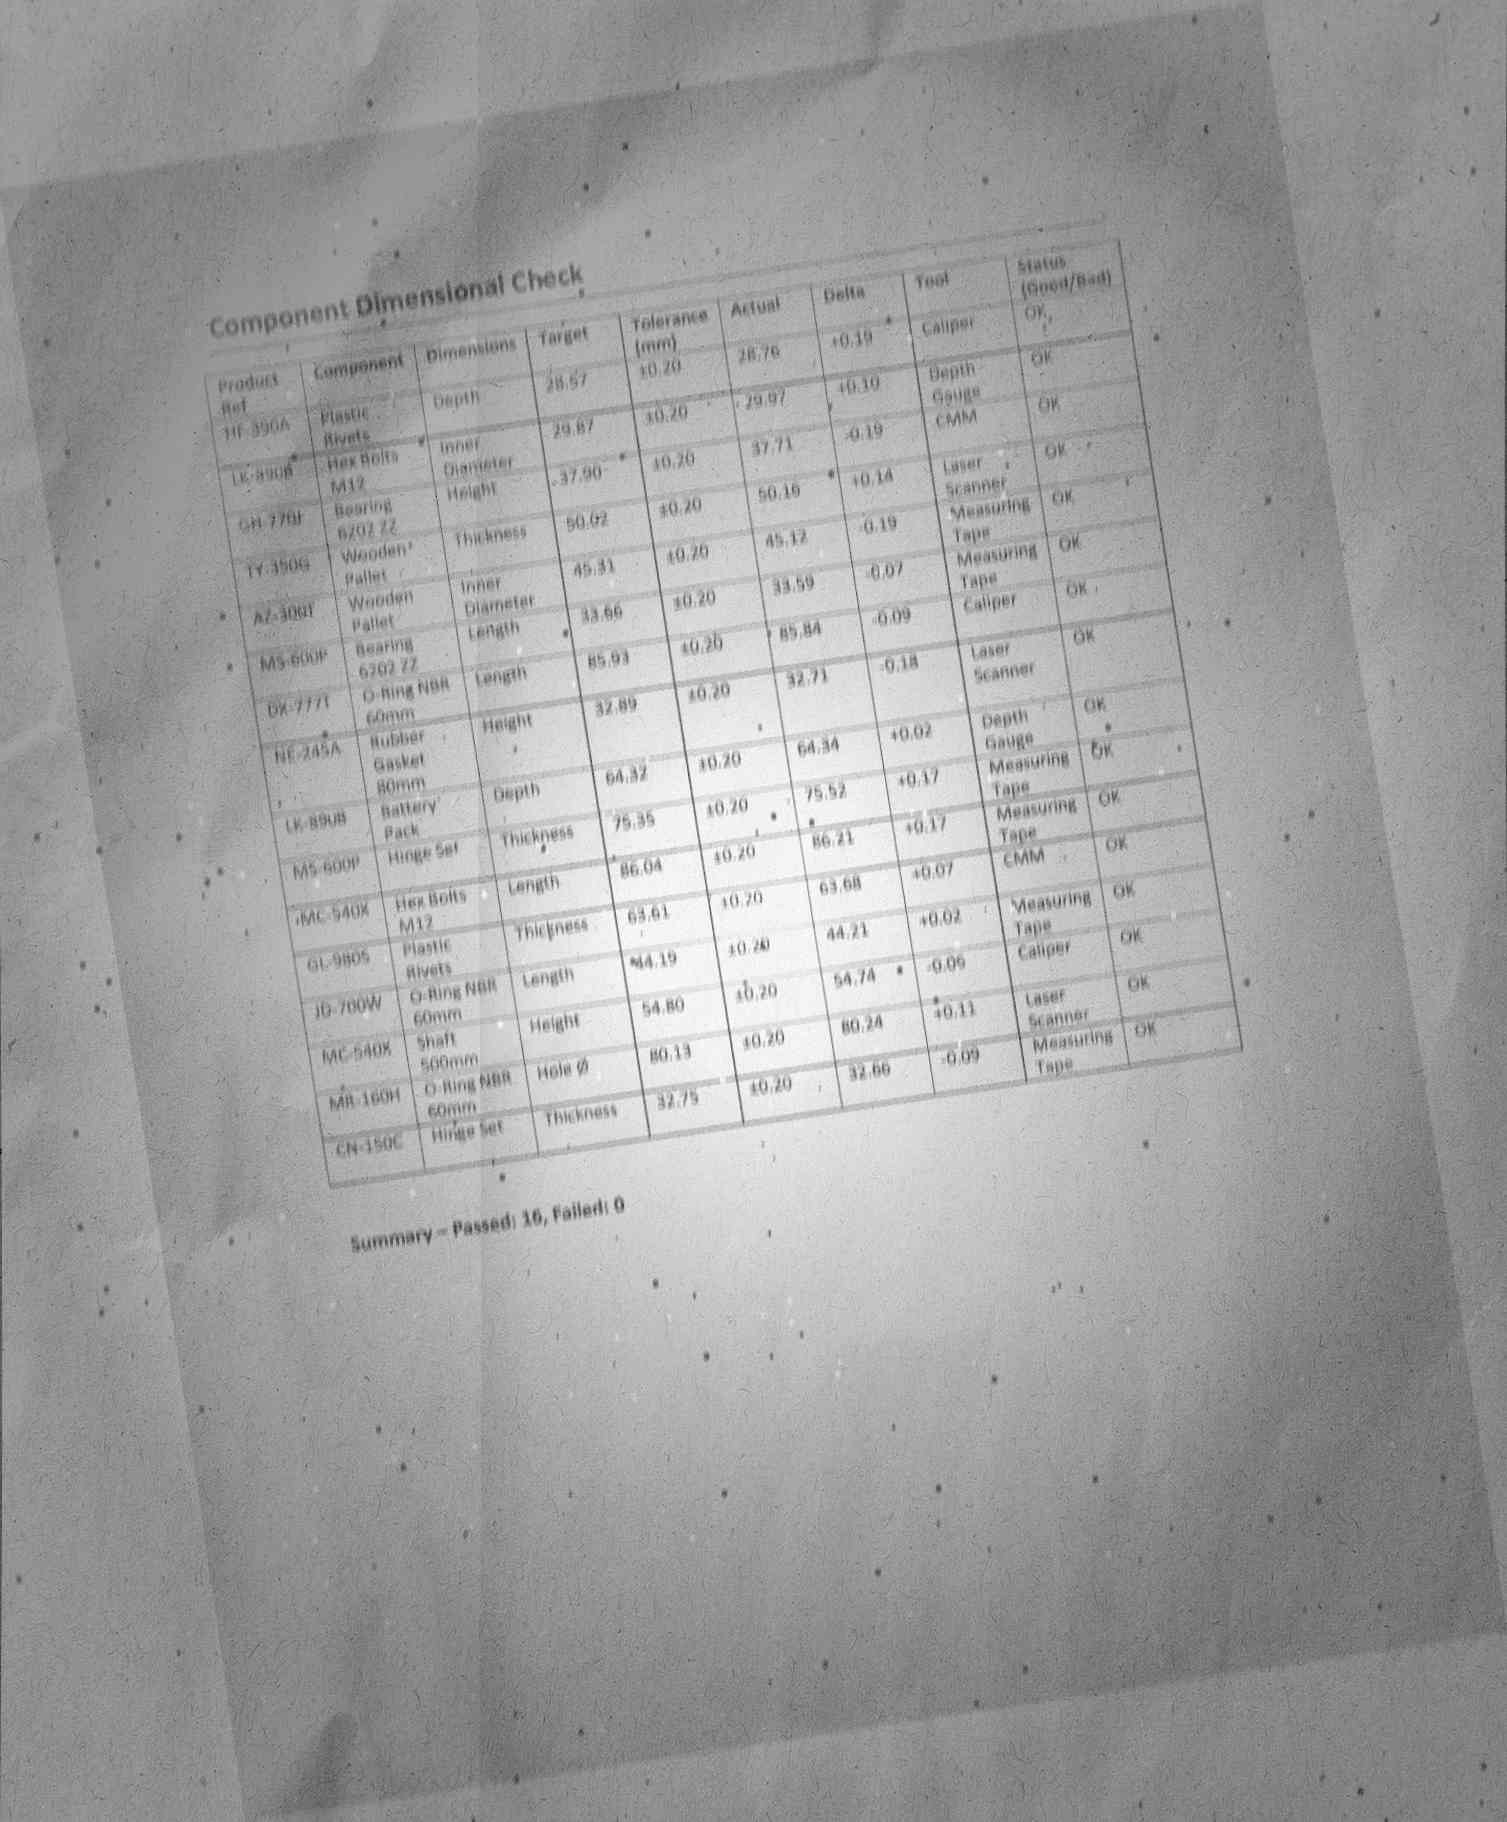 Component Dimensional Check
Product Ref Component Dimensions Target Tolerance (mm) Actual Delta Tool Status (Good/Bad)
HF-390A Plastic Rivets Depth 28.57 ±0.20 28.76 +0.19 Caliper OK
LK-890B Hex Bolts M12 Inner Diameter 29.87 ±0.20 29.97 +0.10 Depth Gauge OK
GH-770J Bearing 6202 ZZ Height 37.90 ±0.20 37.71 -0.19 CMM OK
TY-350G Wooden Pallet Thickness 50.02 ±0.20 50.16 +0.14 Laser Scanner OK
AZ-300T Wooden Pallet Inner Diameter 45.31 ±0.20 45.12 -0.19 Measuring Tape OK
MS-600P Bearing 6202 ZZ Length 33.66 ±0.20 33.59 -0.07 Measuring Tape OK
DX-777T O-Ring NBR 60mm Length 85.93 ±0.20 85.84 -0.09 Caliper OK
NE-245A Rubber Gasket 80mm Height 32.89 ±0.20 32.71 -0.18 Laser Scanner OK
LK-890B Battery Pack Depth 64.32 ±0.20 64.34 +0.02 Depth Gauge OK
MS-600P Hinge Set Thickness 75.35 ±0.20 75.52 +0.17 Measuring Tape OK
MC-540X Hex Bolts M12 Length 86.04 ±0.20 86.21 +0.17 Measuring Tape OK
GL-980S Plastic Rivets Thickness 63.61 ±0.20 63.68 +0.07 CMM OK
JD-700W O-Ring NBR 60mm Length 44.19 ±0.20 44.21 +0.02 Measuring Tape OK
MC-540X Shaft 500mm Height 54.80 ±0.20 54.74 -0.06 Caliper OK
MR-160H O-Ring NBR 60mm Hole Ø 80.13 ±0.20 80.24 +0.11 Laser Scanner OK
CN-150C Hinge Set Thickness 32.75 ±0.20 32.66 -0.09 Measuring Tape OK
Summary – Passed: 16, Failed: 0